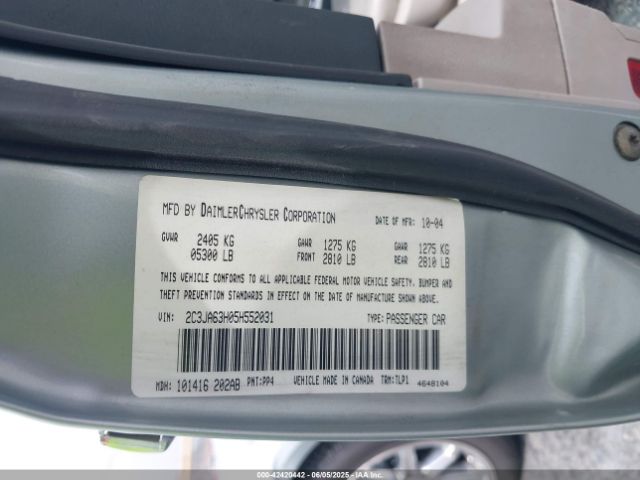 MFD BY DAIMLERCHRYSLER CORPORATION DATE OF MFR: 10-04
GVWR 2405 KG GAWR 1275 KG GAWR 1275 KG
05300 LB FRONT 2810 LB REAR 2810 LB
THIS VEHICLE CONFORMS TO ALL APPLICABLE FEDERAL MOTOR VEHICLE SAFETY, BUMPER AND
THEFT PREVENTION STANDARDS IN EFFECT ON THE DATE OF MANUFACTURE SHOWN ABOVE.
VIN: 2C3JA63H05H552031 TYPE: PASSENGER CAR
MDH: 101416 202AB PNT:PP4 VEHICLE MADE IN CANADA TRM:TLP1 4648104
00-42420442 - 06/05/2025 - IAAI.COM